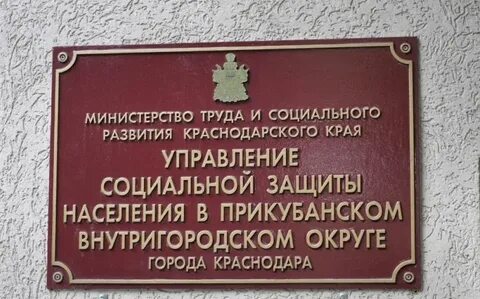 МИНИСТЕРСТВО ТРУДА И СОЦИАЛЬНОГО
РАЗВИТИЯ КРАСНОДАРСКОГО КРАЯ
УПРАВЛЕНИЕ
СОЦИАЛЬНОЙ ЗАЩИТЫ
НАСЕЛЕНИЯ В ПРИКУБАНСКОМ
ВНУТРИГОРОДСКОМ ОКРУГЕ
ГОРОДА КРАСНОДАРА